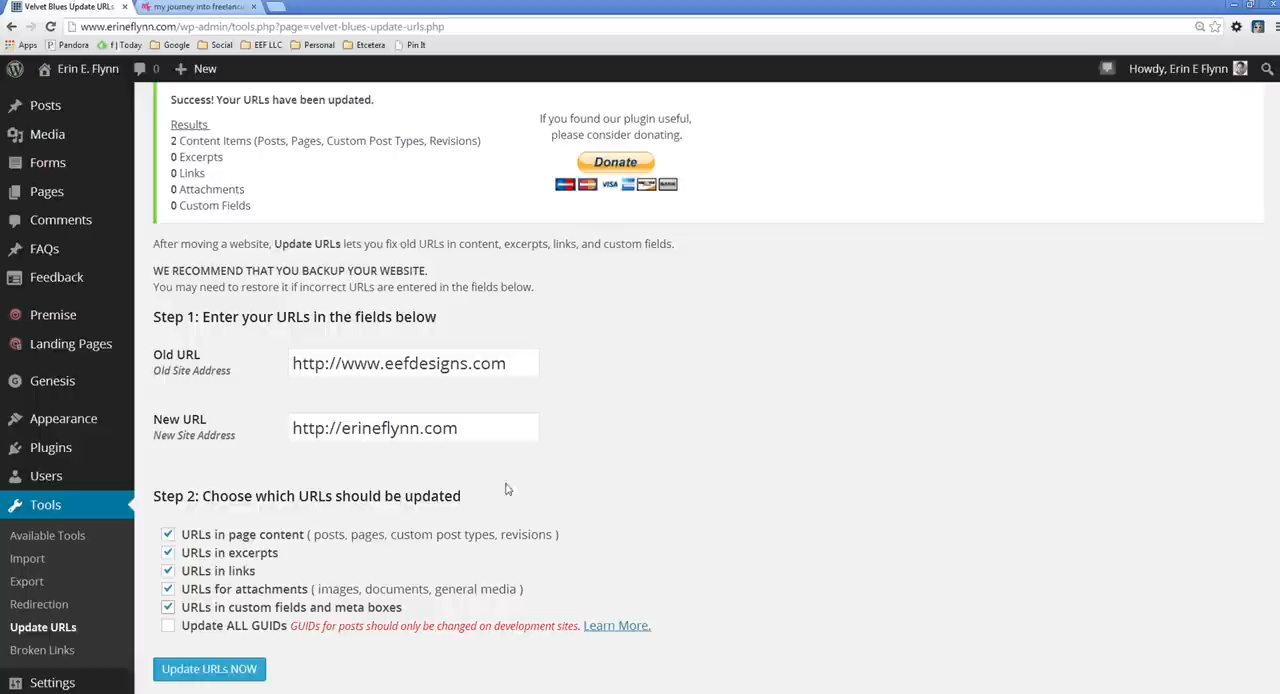 Velvet Blues Update URLs
my journey into freelanc
www.erineflynn.com/wp-admin/tools.php?page=velvet-blues-update-urls.php
Apps Pandora f|Today Google Social EEF LLC Personal Etcetera Pin It
Erin E. Flynn 0 New Howdy, Erin E Flynn
Posts
Media
Forms
Pages
Comments
FAQs
Feedback
Premise
Landing Pages
Genesis
Appearance
Plugins
Users
Tools
Available Tools
Import
Export
Redirection
Update URLs
Broken Links
Settings
Success! Your URLs have been updated.
Results
2 Content Items (Posts, Pages, Custom Post Types, Revisions)
0 Excerpts
0 Links
0 Attachments
0 Custom Fields
If you found our plugin useful,
please consider donating.
Donate
VISA
After moving a website, Update URLs lets you fix old URLs in content, excerpts, links, and custom fields.
WE RECOMMEND THAT YOU BACKUP YOUR WEBSITE.
You may need to restore it if incorrect URLs are entered in the fields below.
Step 1: Enter your URLs in the fields below
Old URL
Old Site Address
http://www.eefdesigns.com
New URL
New Site Address
http://erineflynn.com
Step 2: Choose which URLs should be updated
URLs in page content ( posts, pages, custom post types, revisions )
URLs in excerpts
URLs in links
URLs for attachments ( images, documents, general media )
URLs in custom fields and meta boxes
Update ALL GUIDs GUIDs for posts should only be changed on development sites. Learn More.
Update URLs NOW